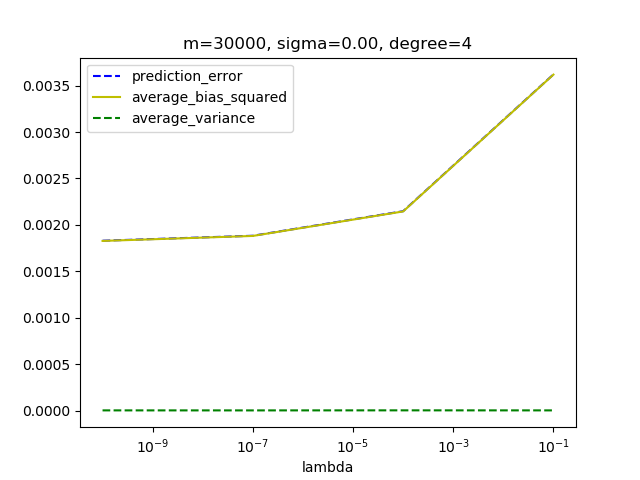 m=30000, sigma=0.00, degree=4
prediction_error
average_bias_squared
average_variance
0.0035
0.0030
0.0025
0.0020
0.0015
0.0010
0.0005
0.0000
10⁻⁹ 10⁻⁷ 10⁻⁵ 10⁻³ 10⁻¹
lambda